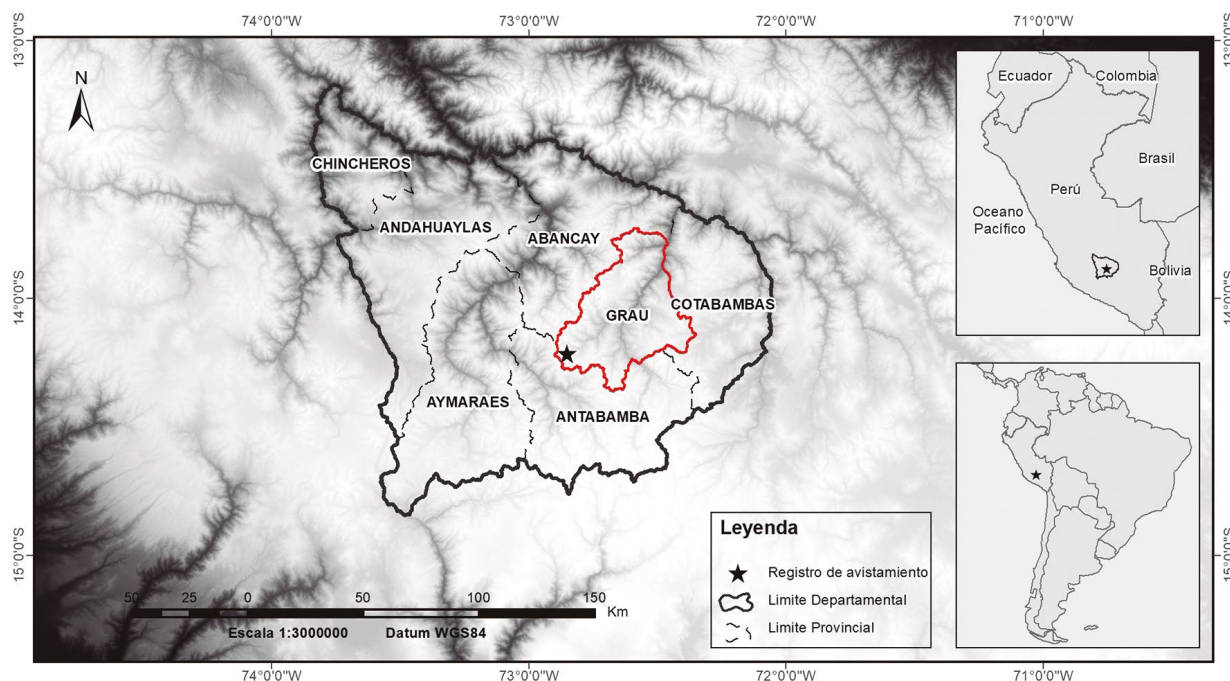 74°0'0"S
73°0'0"S
72°0'0"S
71°0'0"S
13°0'0"S
13°0'0"S
N
Ecuador
Colombia
Brasil
Perú
Oceano
Pacífico
Bolivia
CHINCHEROS
ANDAHUAYLAS
ABANCAY
COTABAMBAS
GRAU
AYMARAES
ANTABAMBA
14°0'0"S
14°0'0"S
15°0'0"S
15°0'0"S
Leyenda
Registro de avistamiento
Limite Departamental
Limite Provincial
50 25 0 50 100 150
Km
Escala 1:3000000 Datum WGS84
74°0'0"S
73°0'0"S
72°0'0"S
71°0'0"S